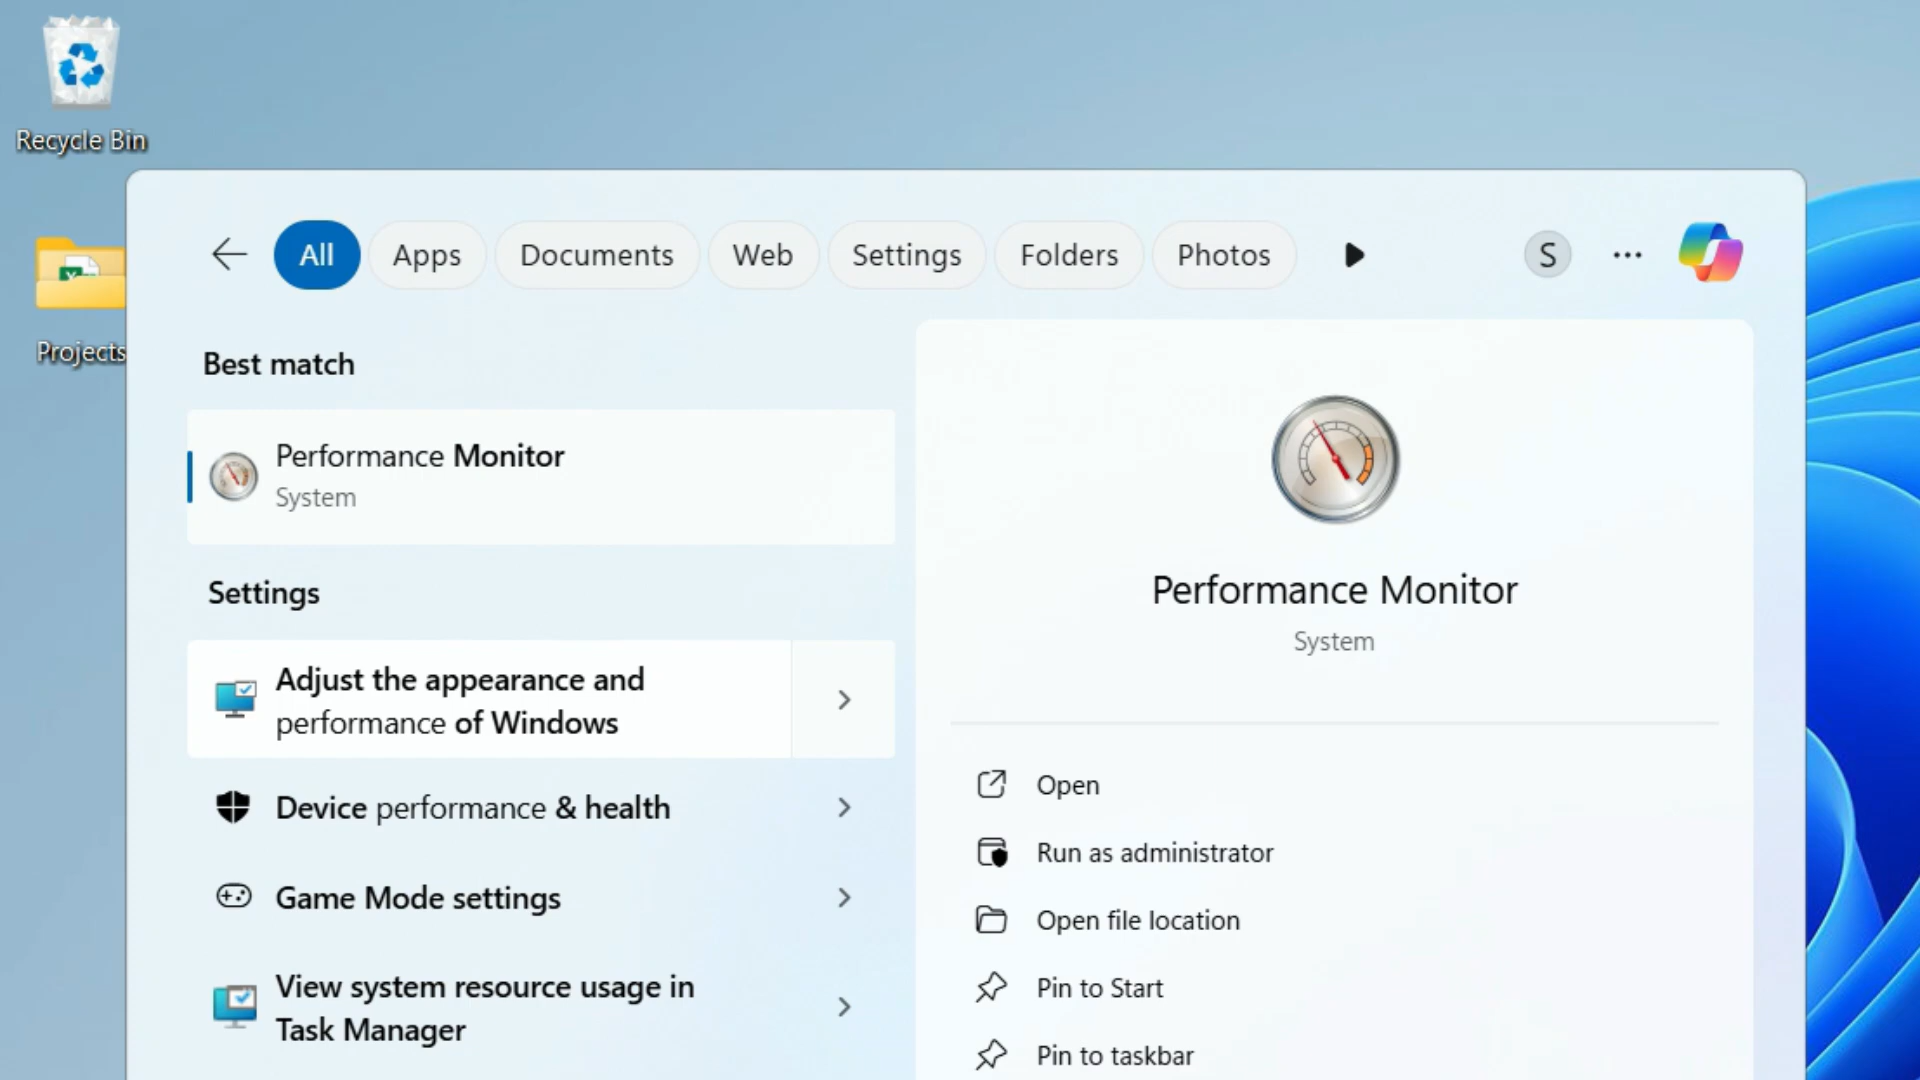 Recycle Bin
Projects
All
Apps
Documents
Web
Settings
Folders
Photos
S
Best match
Performance Monitor
System
Settings
Adjust the appearance and
performance of Windows
Device performance & health
Game Mode settings
View system resource usage in
Task Manager
Performance Monitor
System
Open
Run as administrator
Open file location
Pin to Start
Pin to taskbar